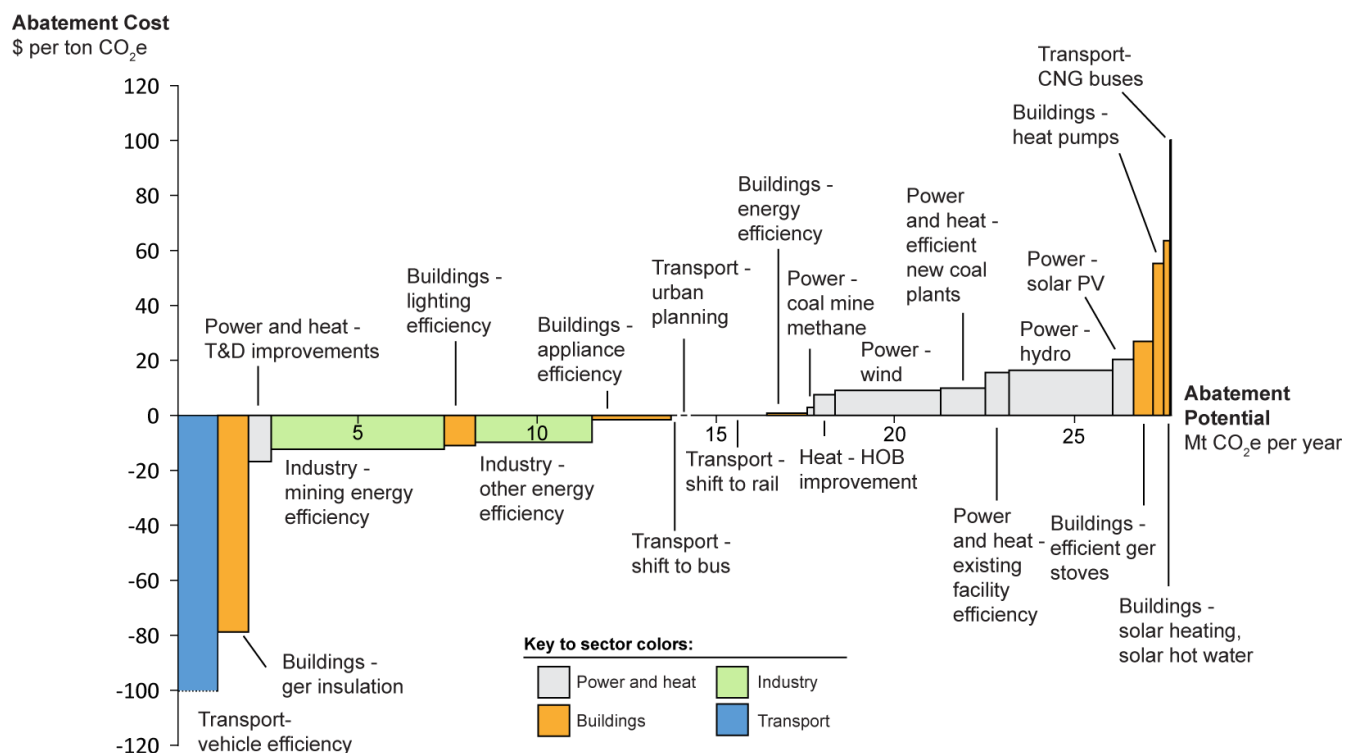 Abatement Cost
$ per ton CO₂e
120
100
80
60
40
20
0
-20
-40
-60
-80
-100
-120
5
10
15
20
25
Abatement
Potential
Mt CO₂e per year
Transport-
vehicle efficiency
Buildings -
ger insulation
Power and heat -
T&D improvements
Industry -
mining energy
efficiency
Buildings -
lighting
efficiency
Industry -
other energy
efficiency
Buildings -
appliance
efficiency
Transport -
shift to bus
Transport -
urban
planning
Transport -
shift to rail
Buildings -
energy
efficiency
Power -
coal mine
methane
Heat - HOB
improvement
Power -
wind
Power
and heat -
efficient
new coal
plants
Power
and heat -
existing
facility
efficiency
Power -
hydro
Power -
solar PV
Buildings -
efficient ger
stoves
Buildings -
heat pumps
Buildings -
solar heating,
solar hot water
Transport-
CNG buses
Key to sector colors:
Power and heat
Industry
Buildings
Transport